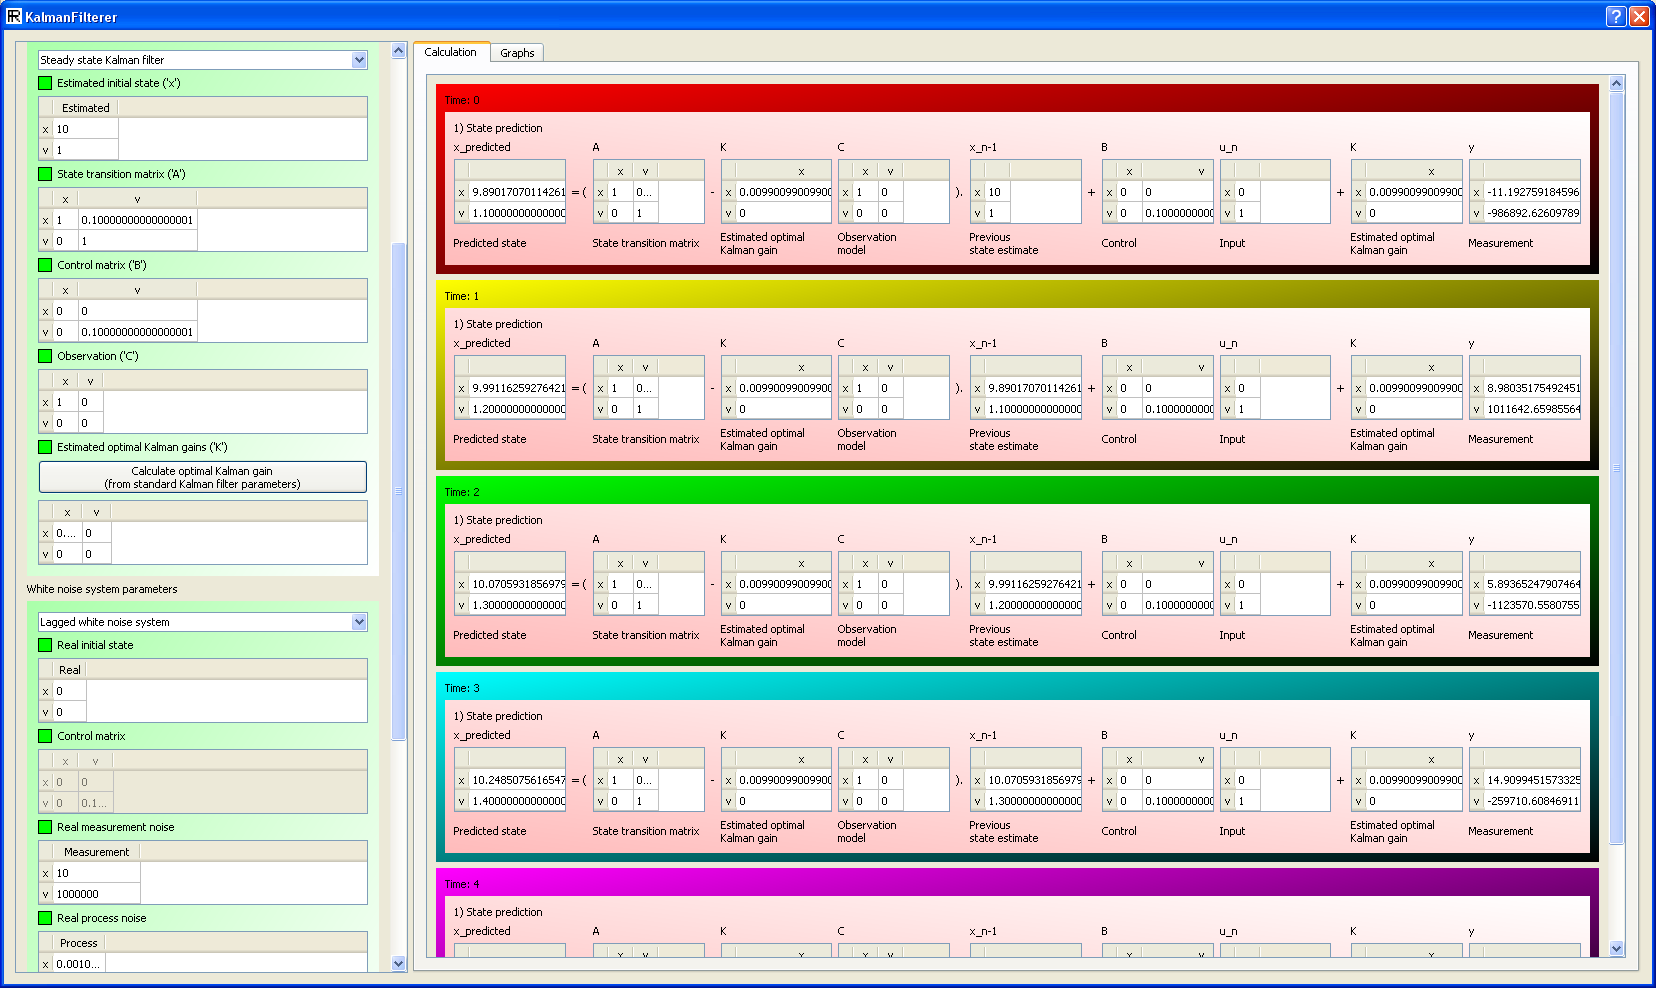 KalmanFilterer
Steady state Kalman filter
Estimated initial state ('x')
Estimated
x 10
v 1
State transition matrix ('A')
x v
x 1 0.10000000000000001
v 0 1
Control matrix ('B')
x v
x 0 0
v 0 0.10000000000000001
Observation ('C')
x v
x 1 0
v 0 0
Estimated optimal Kalman gains ('K')
Calculate optimal Kalman gain
(from standard Kalman filter parameters)
x v
x 0.... 0
v 0 0
White noise system parameters
Lagged white noise system
Real initial state
Real
x 0
v 0
Control matrix
x v
x 0 0
v 0 0.1...
Real measurement noise
Measurement
x 10
v 1000000
Real process noise
Process
x 0.0010...
Calculation Graphs
Time: 0
1) State prediction
x_predicted A K C x_n-1 B u_n K y
x v x x v x v x
x 9.89017070114261 = ( x 1 0... - x 0.00990099009900 x 1 0 ). x 10 + x 0 0 x 0 + x 0.00990099009900 x -11.192759184596
v 1.10000000000000 v 0 1 v 0 v 0 0 v 1 v 0 0.1000000000 v 1 v 0 v -986892.62609789
Predicted state State transition matrix Estimated optimal Kalman gain Observation model Previous state estimate Control Input Estimated optimal Kalman gain Measurement
Time: 1
1) State prediction
x_predicted A K C x_n-1 B u_n K y
x v x x v x v x
x 9.99116259276421 = ( x 1 0... - x 0.00990099009900 x 1 0 ). x 9.89017070114261 + x 0 0 x 0 + x 0.00990099009900 x 8.98035175492451
v 1.20000000000000 v 0 1 v 0 v 0 0 v 1.10000000000000 v 0 0.1000000000 v 1 v 0 v 1011642.65985564
Predicted state State transition matrix Estimated optimal Kalman gain Observation model Previous state estimate Control Input Estimated optimal Kalman gain Measurement
Time: 2
1) State prediction
x_predicted A K C x_n-1 B u_n K y
x v x x v x v x
x 10.0705931856979 = ( x 1 0... - x 0.00990099009900 x 1 0 ). x 9.99116259276421 + x 0 0 x 0 + x 0.00990099009900 x 5.89365247907464
v 1.30000000000000 v 0 1 v 0 v 0 0 v 1.20000000000000 v 0 0.1000000000 v 1 v 0 v -1123570.5580755
Predicted state State transition matrix Estimated optimal Kalman gain Observation model Previous state estimate Control Input Estimated optimal Kalman gain Measurement
Time: 3
1) State prediction
x_predicted A K C x_n-1 B u_n K y
x v x x v x v x
x 10.2485075616547 = ( x 1 0... - x 0.00990099009900 x 1 0 ). x 10.0705931856979 + x 0 0 x 0 + x 0.00990099009900 x 14.9099451573325
v 1.40000000000000 v 0 1 v 0 v 0 0 v 1.30000000000000 v 0 0.1000000000 v 1 v 0 v -259710.60846911
Predicted state State transition matrix Estimated optimal Kalman gain Observation model Previous state estimate Control Input Estimated optimal Kalman gain Measurement
Time: 4
1) State prediction
x_predicted A K C x_n-1 B u_n K y
x v x x v x v x